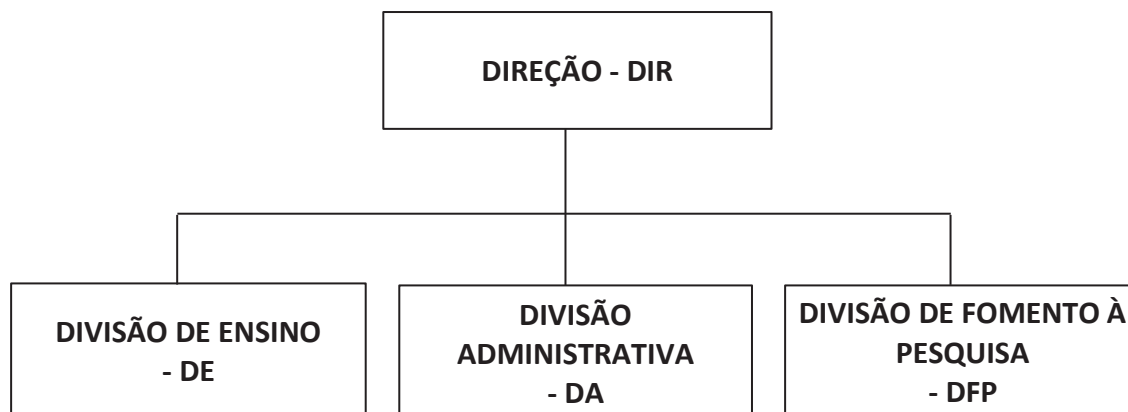 DIREÇÃO - DIR
DIVISÃO DE ENSINO
- DE
DIVISÃO
ADMINISTRATIVA
- DA
DIVISÃO DE FOMENTO À
PESQUISA
- DFP